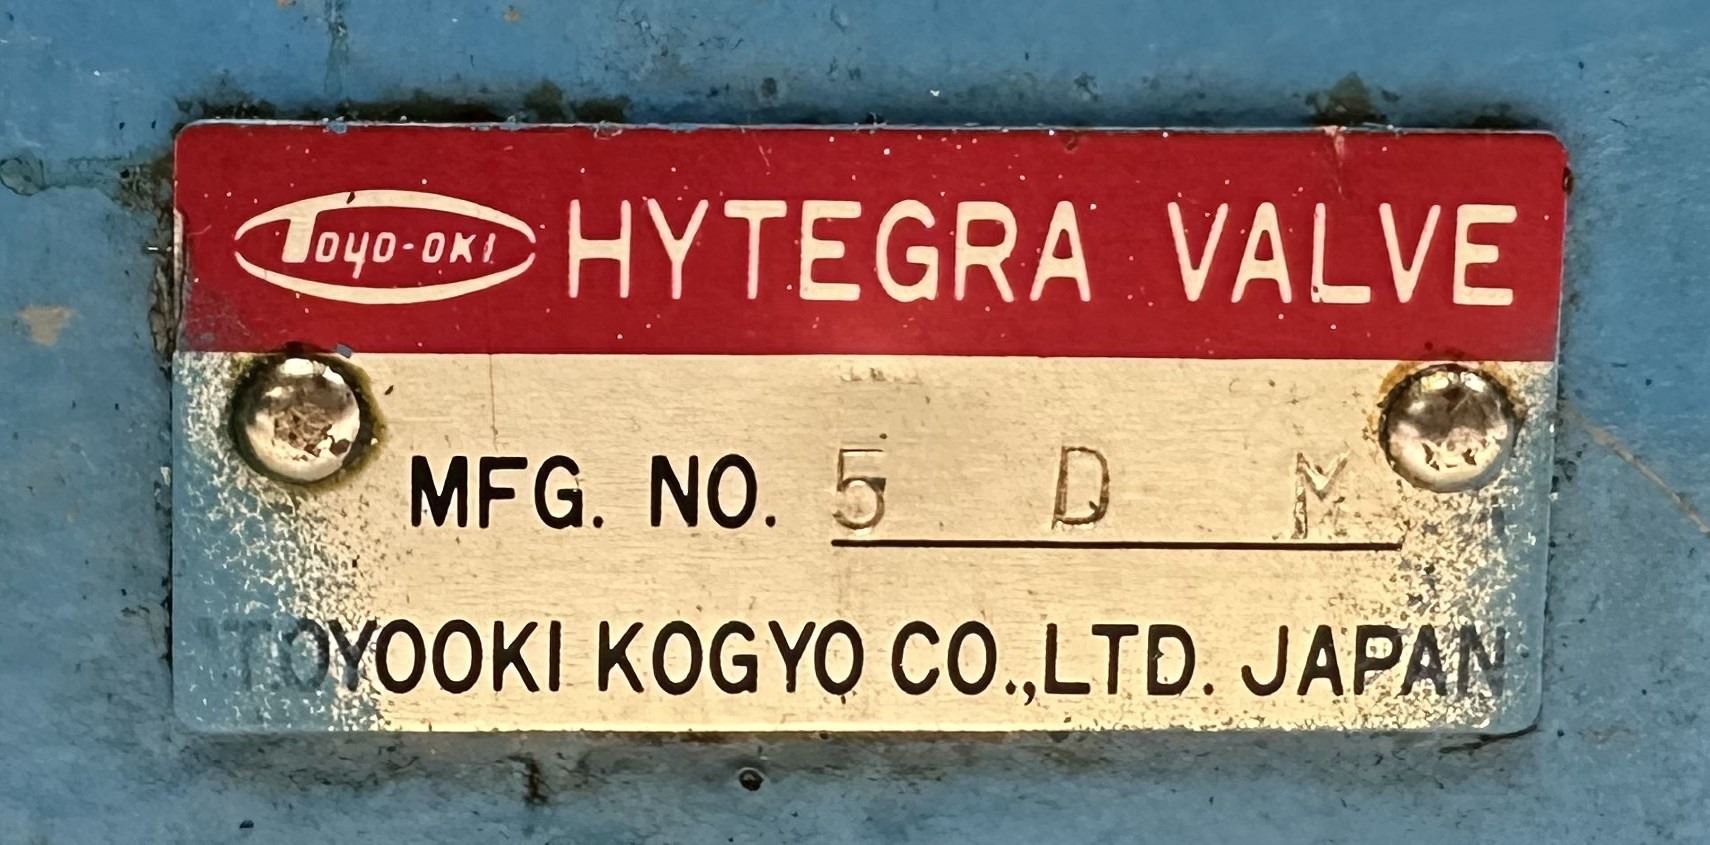 TOYO-OKI HYTEGRA VALVE
MFG. NO. 5 D M
TOYOOKI KOGYO CO.,LTD. JAPAN